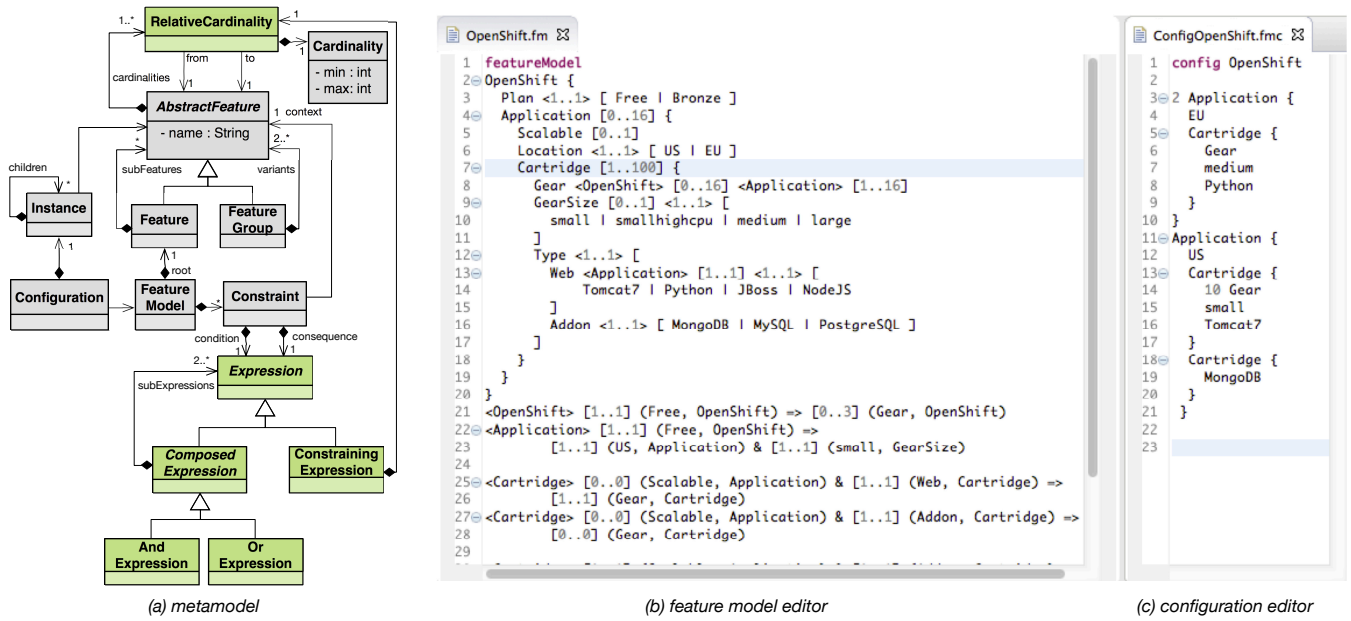 1..*
RelativeCardinality
1
1
Cardinality
- min : int
- max: int
from
to
cardinalities
1
1
AbstractFeature
1 context
- name : String
*
2..*
children
subFeatures
variants
*
Instance
Feature
Feature
Group
1
1
root
Configuration
Feature
Model
*
Constraint
condition
consequence
1
1
2..*
Expression
subExpressions
Composed
Expression
Constraining
Expression
And
Expression
Or
Expression
(a) metamodel
OpenShift.fm
1 featureModel
2 OpenShift {
3 Plan <1..1> [ Free | Bronze ]
4 Application [0..16] {
5 Scalable [0..1]
6 Location <1..1> [ US | EU ]
7 Cartridge [1..100] {
8 Gear <OpenShift> [0..16] <Application> [1..16]
9 GearSize [0..1] <1..1> [
10 small | smallhighcpu | medium | large
11 ]
12 Type <1..1> [
13 Web <Application> [1..1] <1..1> [
14 Tomcat7 | Python | JBoss | NodeJS
15 ]
16 Addon <1..1> [ MongoDB | MySQL | PostgreSQL ]
17 ]
18 }
19 }
20 }
21 <OpenShift> [1..1] (Free, OpenShift) => [0..3] (Gear, OpenShift)
22 <Application> [1..1] (Free, OpenShift) =>
23 [1..1] (US, Application) & [1..1] (small, GearSize)
24
25 <Cartridge> [0..0] (Scalable, Application) & [1..1] (Web, Cartridge) =>
26 [1..1] (Gear, Cartridge)
27 <Cartridge> [0..0] (Scalable, Application) & [1..1] (Addon, Cartridge) =>
28 [0..0] (Gear, Cartridge)
29
(b) feature model editor
ConfigOpenShift.fmc
1 config OpenShift
2
3 2 Application {
4 EU
5 Cartridge {
6 Gear
7 medium
8 Python
9 }
10 }
11 Application {
12 US
13 Cartridge {
14 10 Gear
15 small
16 Tomcat7
17 }
18 Cartridge {
19 MongoDB
20 }
21 }
22
23
(c) configuration editor